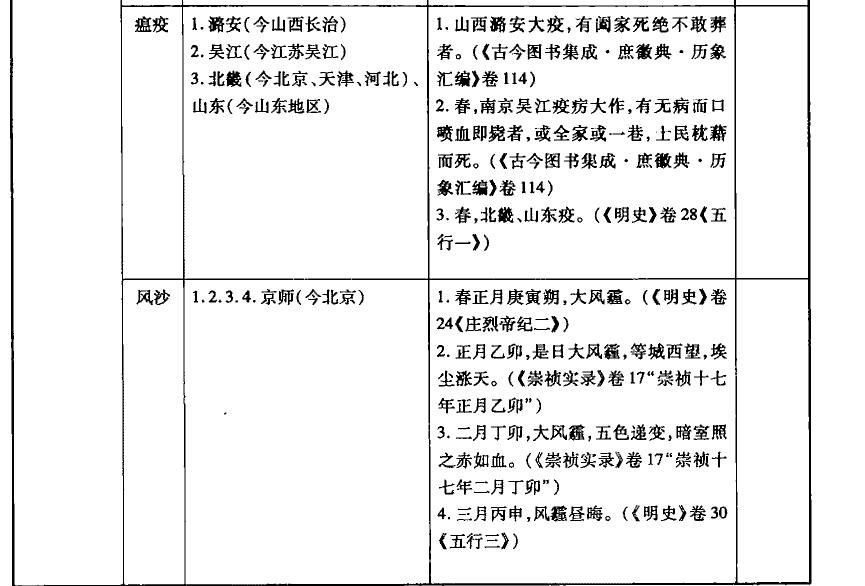 瘟疫
1.潞安(今山西长治)
2.吴江(今江苏吴江)
3.北畿(今北京、天津、河北)、
山东(今山东地区)
1.山西潞安大疫,有阖家死绝不敢葬
者。(《古今图书集成·庶徵典·历象
汇编》卷114)
2.春,南京吴江疫疠大作,有无病而口
喷血即毙者,或全家或一巷,士民枕藉
而死。(《古今图书集成·庶徵典·历
象汇编》卷114)
3.春,北畿、山东疫。(《明史》卷28《五
行一》)
风沙
1.2.3.4.京师(今北京)
1.春正月庚寅朔,大风霾。(《明史》卷
24《庄烈帝纪二》)
2.正月乙卯,是日大风霾,等城西望,埃
尘涨天。(《崇祯实录》卷17“崇祯十七
年正月乙卯”)
3.二月丁卯,大风霾,五色递变,暗室照
之赤如血。(《崇祯实录》卷17“崇祯十
七年二月丁卯”)
4.三月丙申,风霾昼晦。(《明史》卷30
《五行三》)